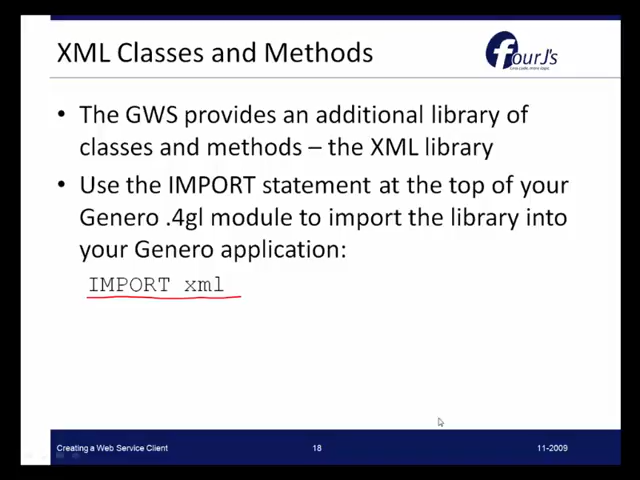 XML Classes and Methods
fourJ's
• The GWS provides an additional library of
classes and methods – the XML library
• Use the IMPORT statement at the top of your
Genero .4gl module to import the library into
your Genero application:
IMPORT xml
Creating a Web Service Client
18
11-2009